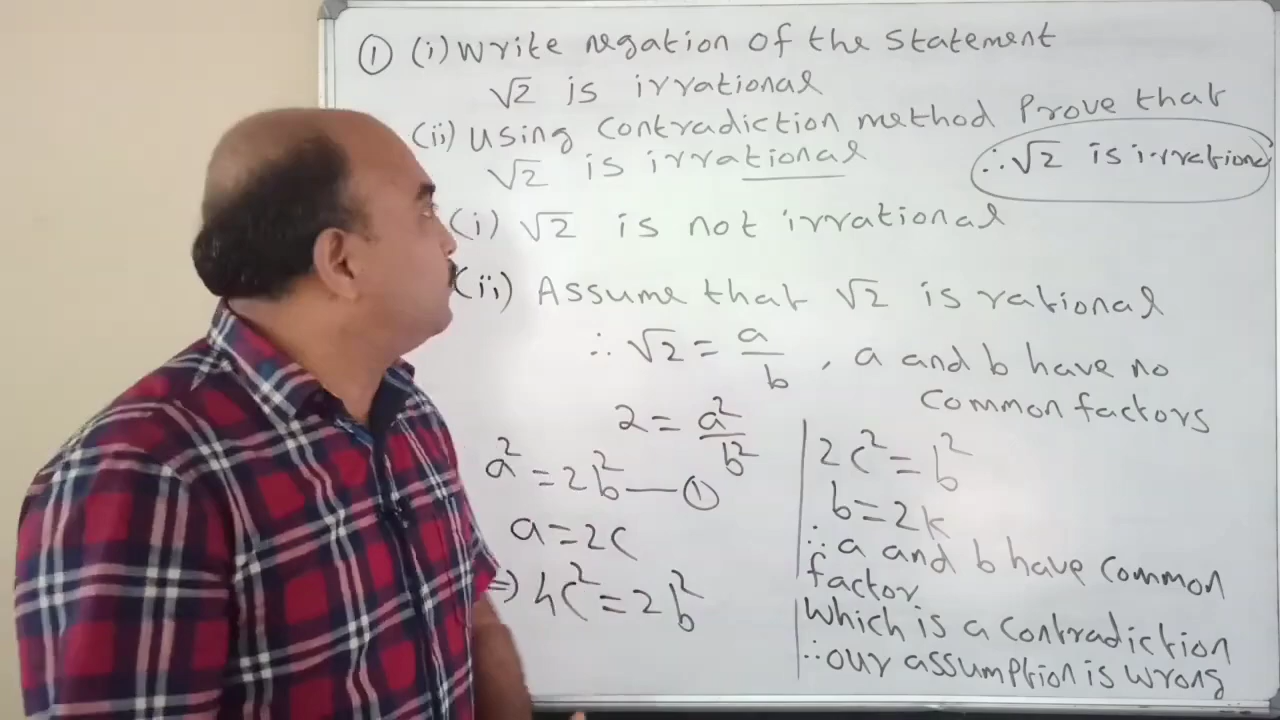 ① (i) Write negation of the statement
√2 is irrational
(ii) Using Contradiction method Prove that
√2 is irrational
∴ √2 is irrational
(i) √2 is not irrational
(ii) Assume that √2 is rational
∴ √2 = a/b, a and b have no
Common factors
2 = a²/b²
a² = 2b² — ①
a = 2c
⇒ 4c² = 2b²
2c² = b²
b = 2k
∴ a and b have Common
factor
Which is a Contradiction
∴ our assumption is wrong